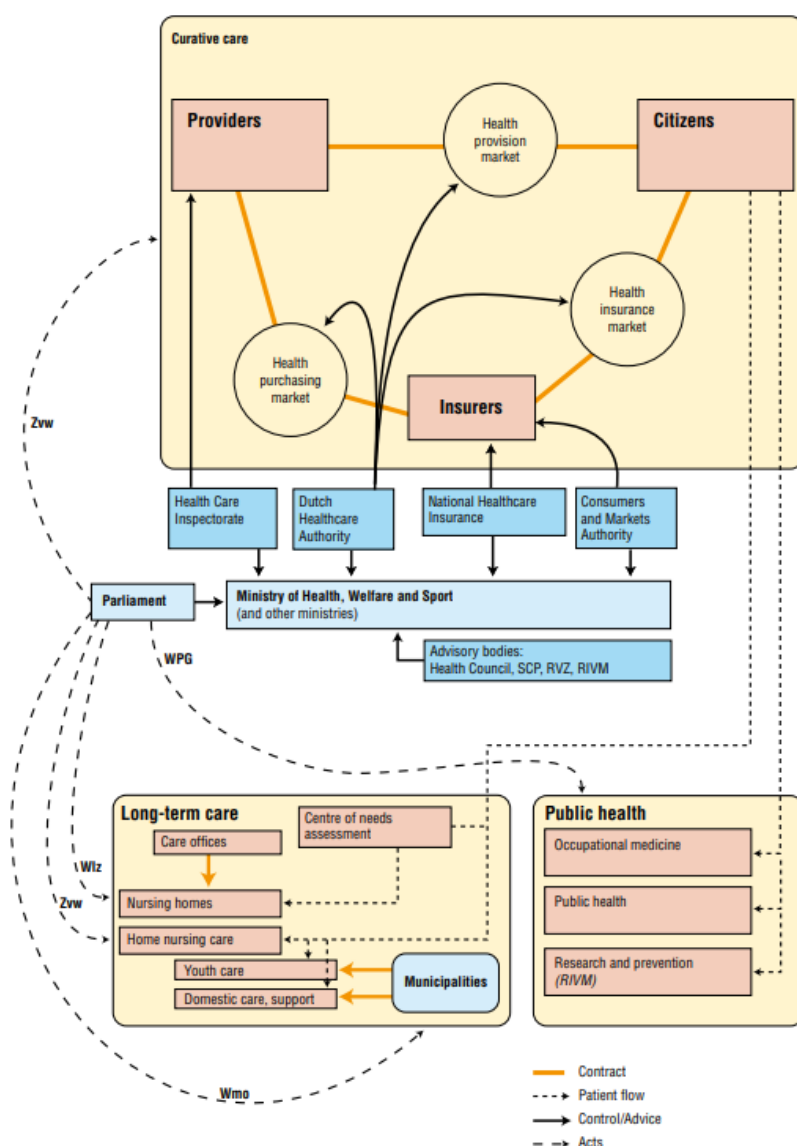 Curative care
Providers
Health
provision
market
Citizens
Health
insurance
market
Health
purchasing
market
Insurers
Zvw
Health Care
Inspectorate
Dutch
Healthcare
Authority
National Healthcare
Insurance
Consumers
and Markets
Authority
Parliament
Ministry of Health, Welfare and Sport
(and other ministries)
WPG
Advisory bodies:
Health Council, SCP, RVZ, RIVM
Long-term care
Centre of needs
assessment
Care offices
Wlz
Zvw
Nursing homes
Home nursing care
Youth care
Domestic care, support
Municipalities
Public health
Occupational medicine
Public health
Research and prevention
(RIVM)
Wmo
Contract
Patient flow
Control/Advice
Acts